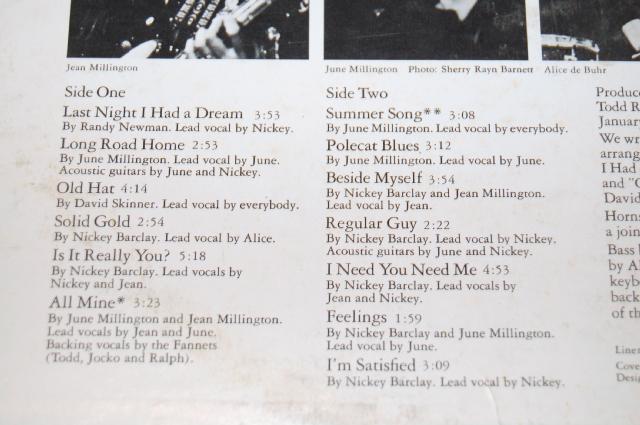 Jean Millington
June Millington Photo: Sherry Rayn Barnett
Alice de Buhr
Side One
Last Night I Had a Dream 3:53
By Randy Newman. Lead vocal by Nickey.
Long Road Home 2:53
By June Millington. Lead vocal by June.
Acoustic guitars by June and Nickey.
Old Hat 4:14
By David Skinner. Lead vocal by everybody.
Solid Gold 2:54
By Nickey Barclay. Lead vocal by Alice.
Is It Really You? 5:18
By Nickey Barclay. Lead vocals by
Nickey and Jean.
All Mine* 3:23
By June Millington and Jean Millington.
Lead vocals by Jean and June.
Backing vocals by the Fannets
(Todd, Jocko and Ralph).
Side Two
Summer Song** 3:08
By June Millington. Lead vocal by everybody.
Polecat Blues 3:12
By June Millington. Lead vocal by June.
Beside Myself 3:54
By Nickey Barclay and Jean Millington.
Lead vocal by Jean.
Regular Guy 2:22
By Nickey Barclay. Lead vocal by Nickey.
Acoustic guitars by June and Nickey.
I Need You Need Me 4:53
By Nickey Barclay. Lead vocals by
Jean and Nickey.
Feelings 1:59
By Nickey Barclay and June Millington.
Lead vocal by June.
I'm Satisfied 3:09
By Nickey Barclay. Lead vocal by Nickey.
Produce
Todd R
Januar
We wr
arrang
I Had
and "C
David
Horns
a join
Bass
by Al
keyb
back
of th
Liner
Cove
Desig